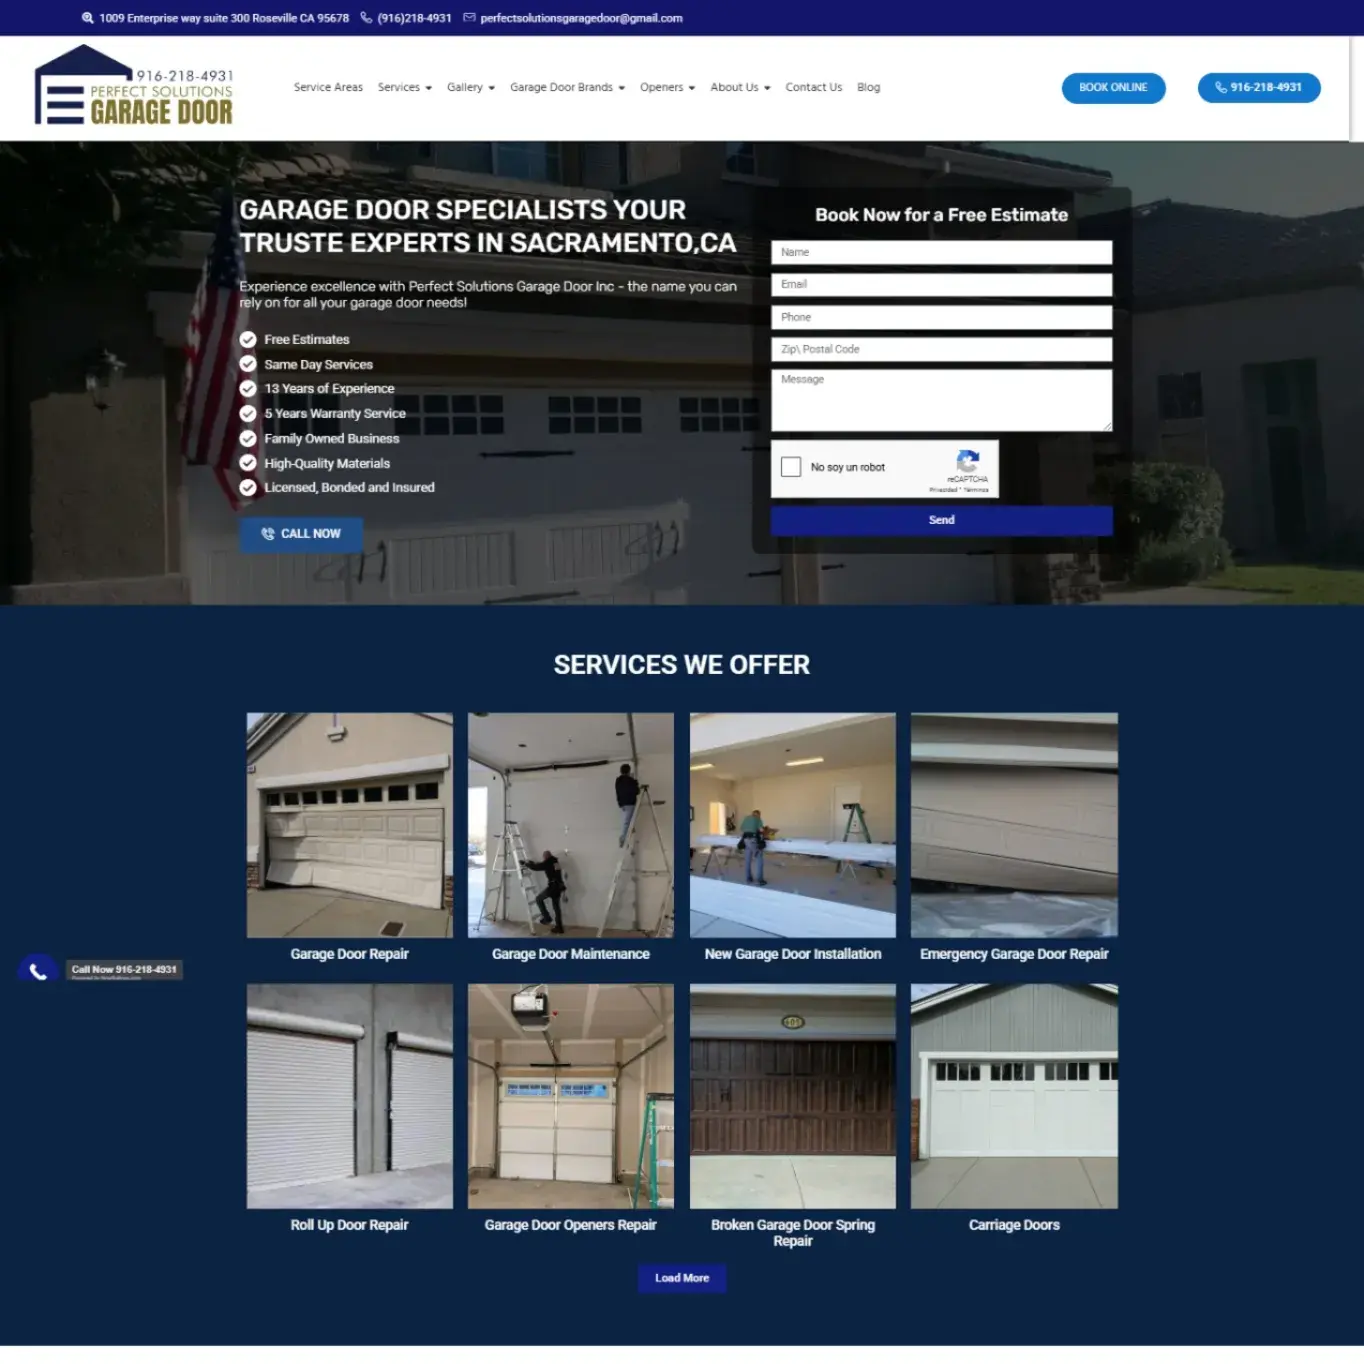 1009 Enterprise way suite 300 Roseville CA 95678 (916)218-4931 perfectsolutionsgaragedoor@gmail.com
916-218-4931
PERFECT SOLUTIONS
GARAGE DOOR
Service Areas Services Gallery Garage Door Brands Openers About Us Contact Us Blog
BOOK ONLINE
916-218-4931
GARAGE DOOR SPECIALISTS YOUR
TRUSTE EXPERTS IN SACRAMENTO,CA
Experience excellence with Perfect Solutions Garage Door Inc - the name you can
rely on for all your garage door needs!
Free Estimates
Same Day Services
13 Years of Experience
5 Years Warranty Service
Family Owned Business
High-Quality Materials
Licensed, Bonded and Insured
CALL NOW
Book Now for a Free Estimate
Name
Email
Phone
Zip\ Postal Code
Message
No soy un robot
reCAPTCHA
Privacidad Términos
Send
SERVICES WE OFFER
Garage Door Repair
Garage Door Maintenance
New Garage Door Installation
Emergency Garage Door Repair
Call Now 916-218-4931
Roll Up Door Repair
Garage Door Openers Repair
Broken Garage Door Spring
Repair
Carriage Doors
Load More